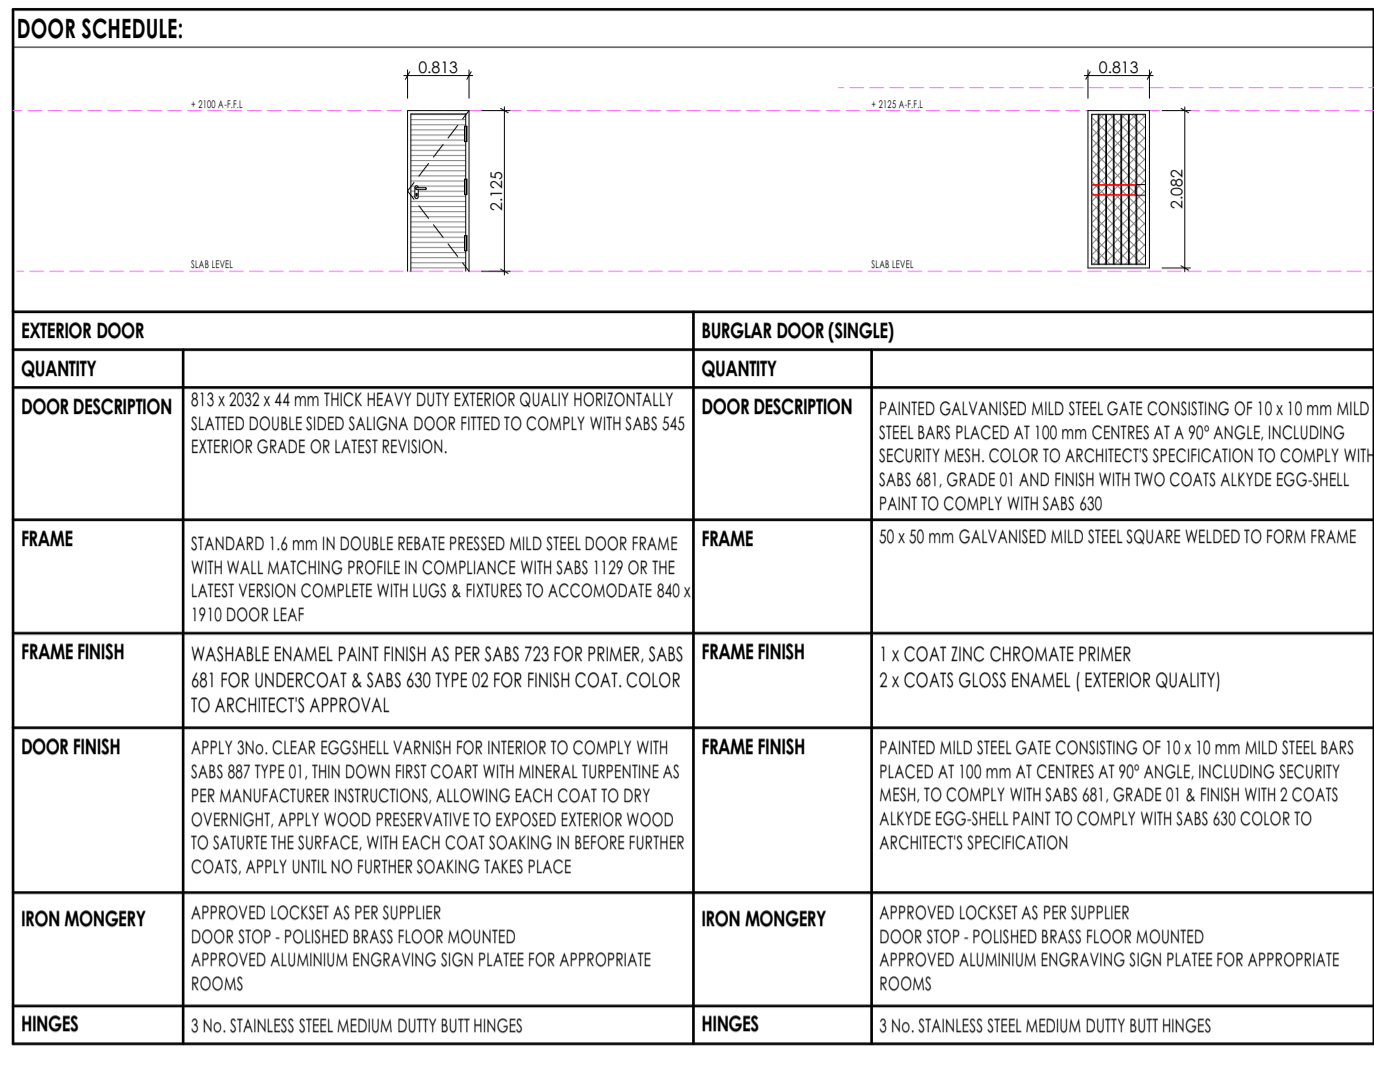 DOOR SCHEDULE:
0.813
0.813
+ 2100 A-F.F.L
+ 2125 A-F.F.L
2.125
2.082
SLAB LEVEL
SLAB LEVEL
EXTERIOR DOOR
QUANTITY
DOOR DESCRIPTION
813 x 2032 x 44 mm THICK HEAVY DUTY EXTERIOR QUALIY HORIZONTALLY
SLATTED DOUBLE SIDED SALIGNA DOOR FITTED TO COMPLY WITH SABS 545
EXTERIOR GRADE OR LATEST REVISION.
FRAME
STANDARD 1.6 mm IN DOUBLE REBATE PRESSED MILD STEEL DOOR FRAME
WITH WALL MATCHING PROFILE IN COMPLIANCE WITH SABS 1129 OR THE
LATEST VERSION COMPLETE WITH LUGS & FIXTURES TO ACCOMODATE 840 x
1910 DOOR LEAF
FRAME FINISH
WASHABLE ENAMEL PAINT FINISH AS PER SABS 723 FOR PRIMER, SABS
681 FOR UNDERCOAT & SABS 630 TYPE 02 FOR FINISH COAT. COLOR
TO ARCHITECT'S APPROVAL
DOOR FINISH
APPLY 3No. CLEAR EGGSHELL VARNISH FOR INTERIOR TO COMPLY WITH
SABS 887 TYPE 01, THIN DOWN FIRST COART WITH MINERAL TURPENTINE AS
PER MANUFACTURER INSTRUCTIONS, ALLOWING EACH COAT TO DRY
OVERNIGHT, APPLY WOOD PRESERVATIVE TO EXPOSED EXTERIOR WOOD
TO SATURTE THE SURFACE, WITH EACH COAT SOAKING IN BEFORE FURTHER
COATS, APPLY UNTIL NO FURTHER SOAKING TAKES PLACE
IRON MONGERY
APPROVED LOCKSET AS PER SUPPLIER
DOOR STOP - POLISHED BRASS FLOOR MOUNTED
APPROVED ALUMINIUM ENGRAVING SIGN PLATEE FOR APPROPRIATE
ROOMS
HINGES
3 No. STAINLESS STEEL MEDIUM DUTTY BUTT HINGES
BURGLAR DOOR (SINGLE)
QUANTITY
DOOR DESCRIPTION
PAINTED GALVANISED MILD STEEL GATE CONSISTING OF 10 x 10 mm MILD
STEEL BARS PLACED AT 100 mm CENTRES AT A 90º ANGLE, INCLUDING
SECURITY MESH. COLOR TO ARCHITECT'S SPECIFICATION TO COMPLY WITH
SABS 681, GRADE 01 AND FINISH WITH TWO COATS ALKYDE EGG-SHELL
PAINT TO COMPLY WITH SABS 630
FRAME
50 x 50 mm GALVANISED MILD STEEL SQUARE WELDED TO FORM FRAME
FRAME FINISH
1 x COAT ZINC CHROMATE PRIMER
2 x COATS GLOSS ENAMEL ( EXTERIOR QUALITY)
FRAME FINISH
PAINTED MILD STEEL GATE CONSISTING OF 10 x 10 mm MILD STEEL BARS
PLACED AT 100 mm AT CENTRES AT 90º ANGLE, INCLUDING SECURITY
MESH, TO COMPLY WITH SABS 681, GRADE 01 & FINISH WITH 2 COATS
ALKYDE EGG-SHELL PAINT TO COMPLY WITH SABS 630 COLOR TO
ARCHITECT'S SPECIFICATION
IRON MONGERY
APPROVED LOCKSET AS PER SUPPLIER
DOOR STOP - POLISHED BRASS FLOOR MOUNTED
APPROVED ALUMINIUM ENGRAVING SIGN PLATEE FOR APPROPRIATE
ROOMS
HINGES
3 No. STAINLESS STEEL MEDIUM DUTTY BUTT HINGES